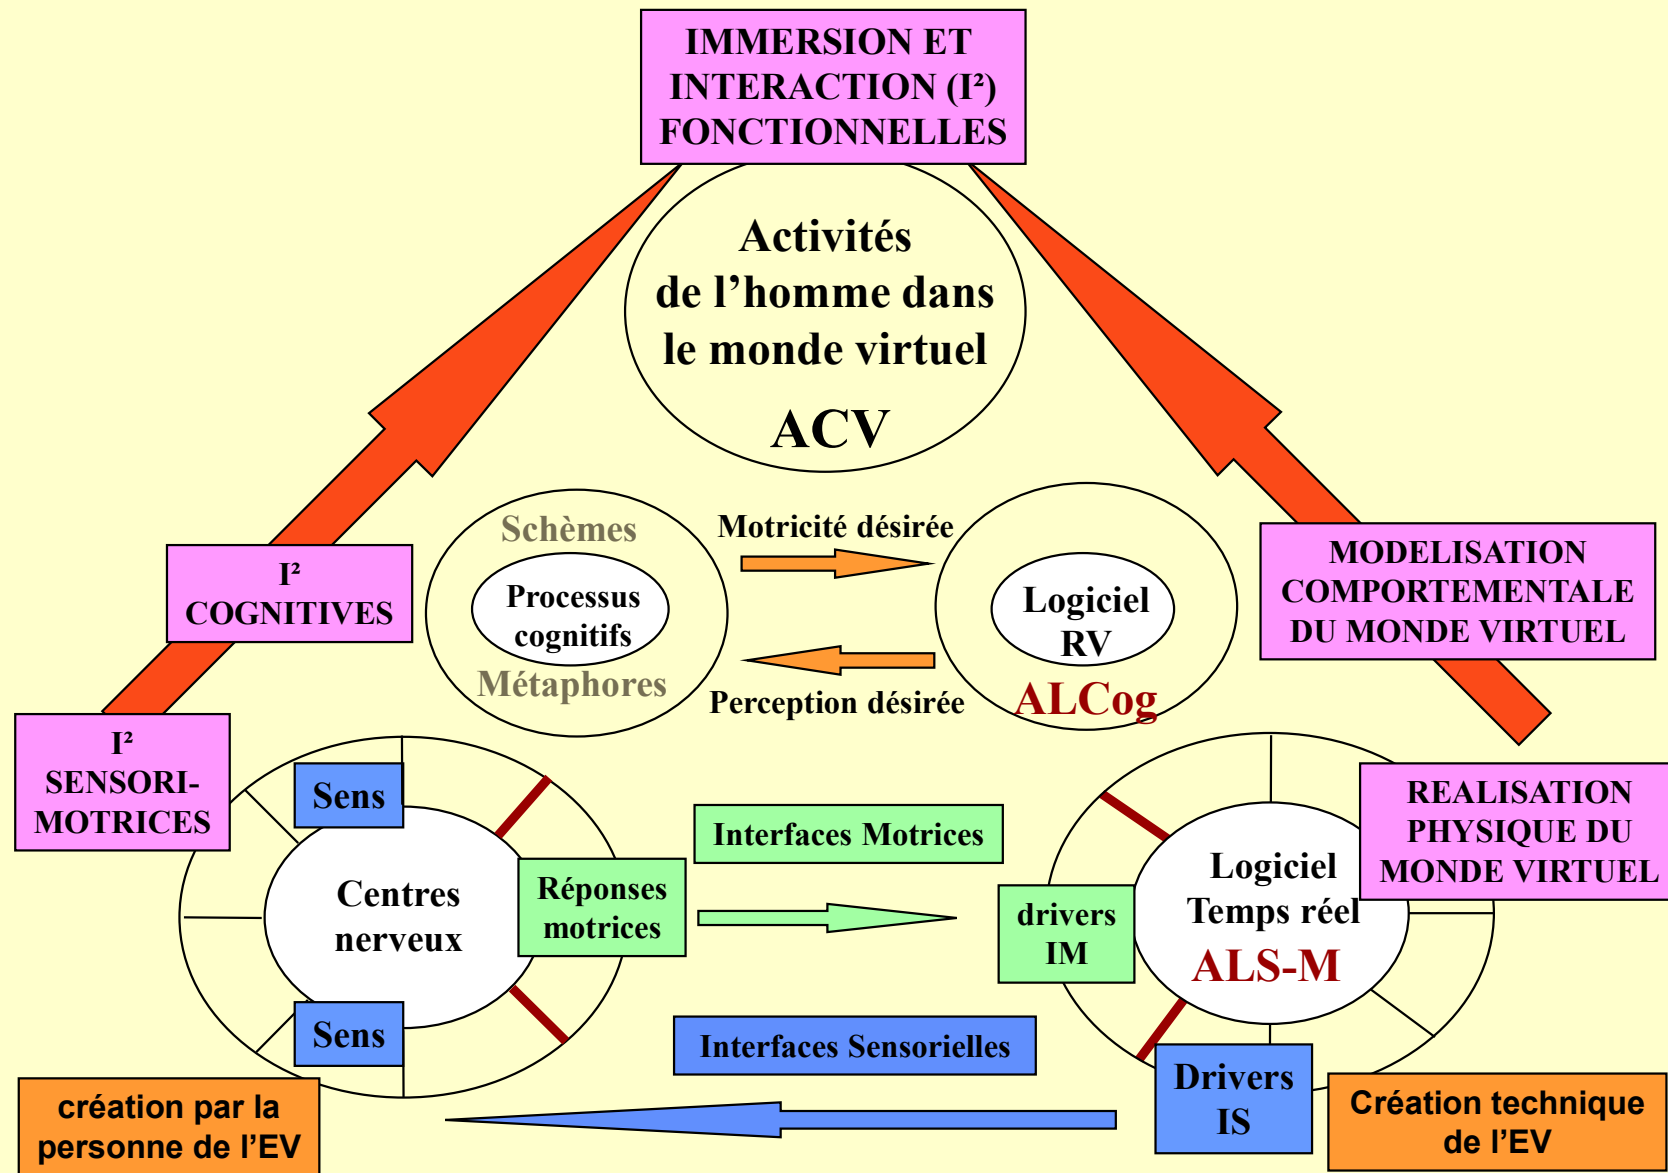 IMMERSION ET
INTERACTION (I²)
FONCTIONNELLES
Activités
de l’homme dans
le monde virtuel
ACV
I²
COGNITIVES
Schèmes
Processus
cognitifs
Métaphores
Motricité désirée
Perception désirée
Logiciel
RV
ALCog
MODELISATION
COMPORTEMENTALE
DU MONDE VIRTUEL
I²
SENSORI-
MOTRICES
Sens
Centres
nerveux
Sens
Réponses
motrices
Interfaces Motrices
Interfaces Sensorielles
drivers
IM
Logiciel
Temps réel
ALS-M
Drivers
IS
REALISATION
PHYSIQUE DU
MONDE VIRTUEL
création par la
personne de l’EV
Création technique
de l’EV